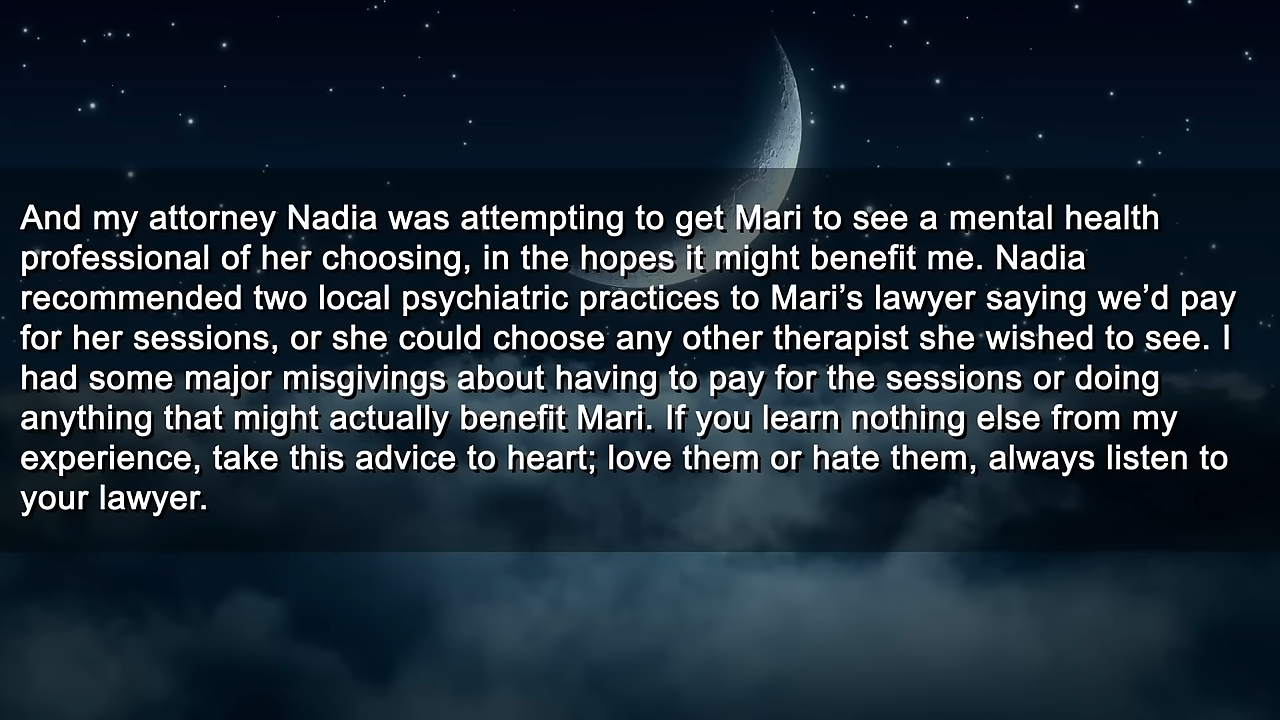 And my attorney Nadia was attempting to get Mari to see a mental health
professional of her choosing, in the hopes it might benefit me. Nadia
recommended two local psychiatric practices to Mari’s lawyer saying we’d pay
for her sessions, or she could choose any other therapist she wished to see. I
had some major misgivings about having to pay for the sessions or doing
anything that might actually benefit Mari. If you learn nothing else from my
experience, take this advice to heart; love them or hate them, always listen to
your lawyer.